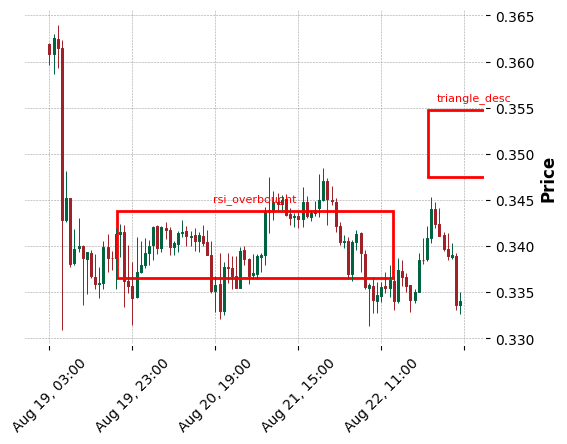 0.365
0.360
triangle_desc
0.355
0.350
Price
rsi_overbought
0.345
0.340
0.335
0.330
Aug 19, 03:00
Aug 19, 23:00
Aug 20, 19:00
Aug 21, 15:00
Aug 22, 11:00